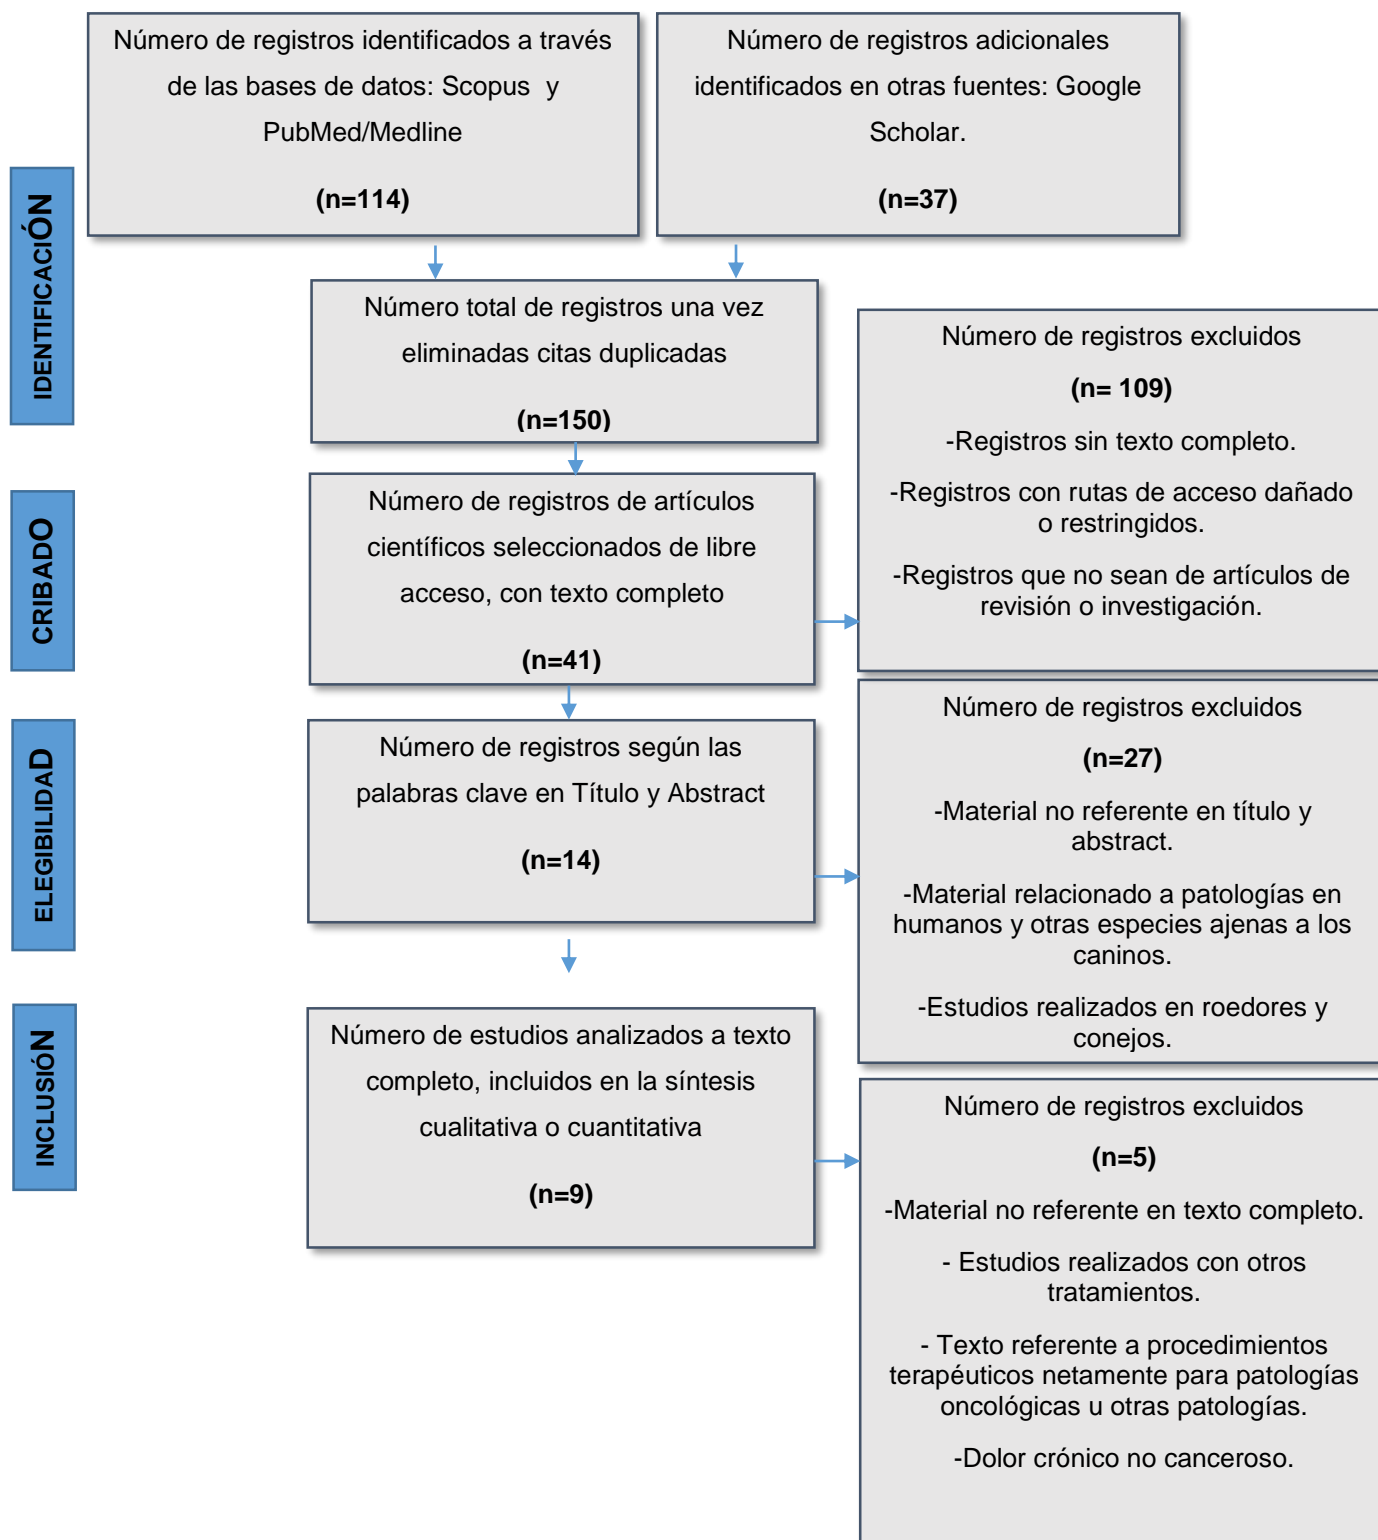 Número de registros identificados a través
de las bases de datos: Scopus y
PubMed/Medline
(n=114)
Número de registros adicionales
identificados en otras fuentes: Google
Scholar.
(n=37)
IDENTIFICACIÓN
Número total de registros una vez
eliminadas citas duplicadas
(n=150)
Número de registros excluidos
(n= 109)
-Registros sin texto completo.
-Registros con rutas de acceso dañado
o restringidos.
-Registros que no sean de artículos de
revisión o investigación.
CRIBADO
Número de registros de artículos
científicos seleccionados de libre
acceso, con texto completo
(n=41)
ELEGIBILIDAD
Número de registros según las
palabras clave en Título y Abstract
(n=14)
Número de registros excluidos
(n=27)
-Material no referente en título y
abstract.
-Material relacionado a patologías en
humanos y otras especies ajenas a los
caninos.
-Estudios realizados en roedores y
conejos.
INCLUSIÓN
Número de estudios analizados a texto
completo, incluidos en la síntesis
cualitativa o cuantitativa
(n=9)
Número de registros excluidos
(n=5)
-Material no referente en texto completo.
- Estudios realizados con otros
tratamientos.
- Texto referente a procedimientos
terapéuticos netamente para patologías
oncológicas u otras patologías.
-Dolor crónico no canceroso.